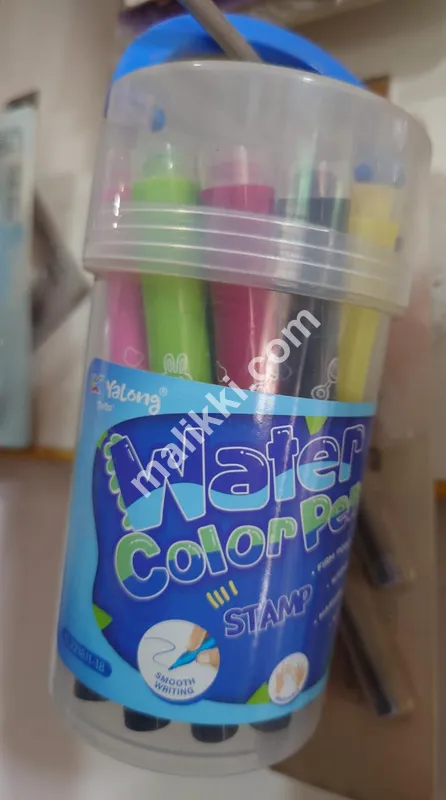 Yalong®
Water
Color Pen
STAMP
SMOOTH
WRITING
malikki.com